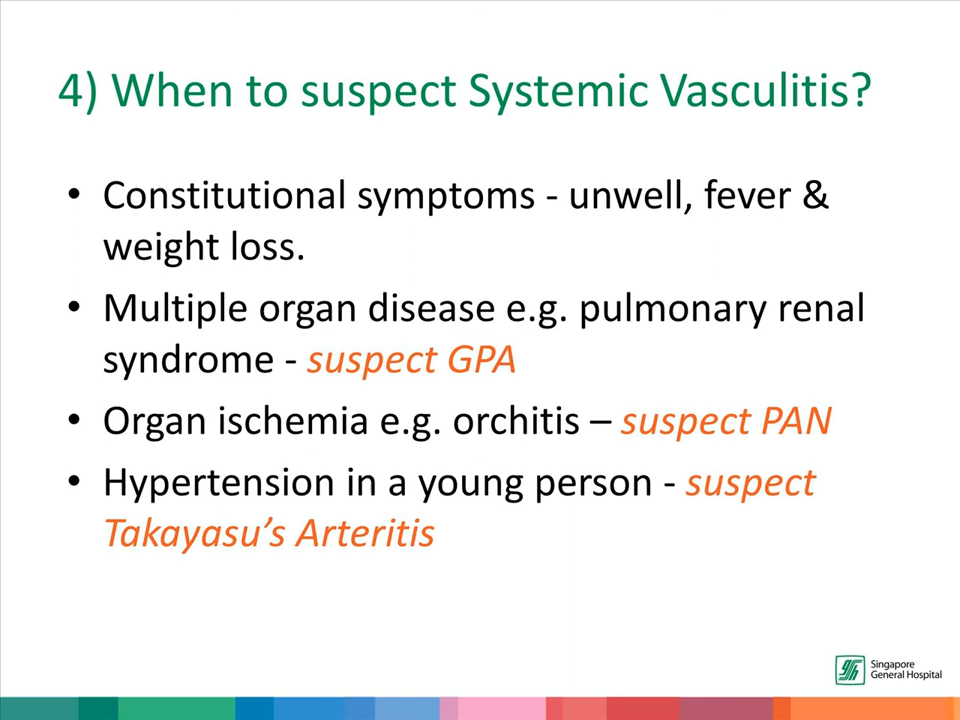 4) When to suspect Systemic Vasculitis?
• Constitutional symptoms - unwell, fever &
weight loss.
• Multiple organ disease e.g. pulmonary renal
syndrome - suspect GPA
• Organ ischemia e.g. orchitis – suspect PAN
• Hypertension in a young person - suspect
Takayasu’s Arteritis
Singapore
General Hospital